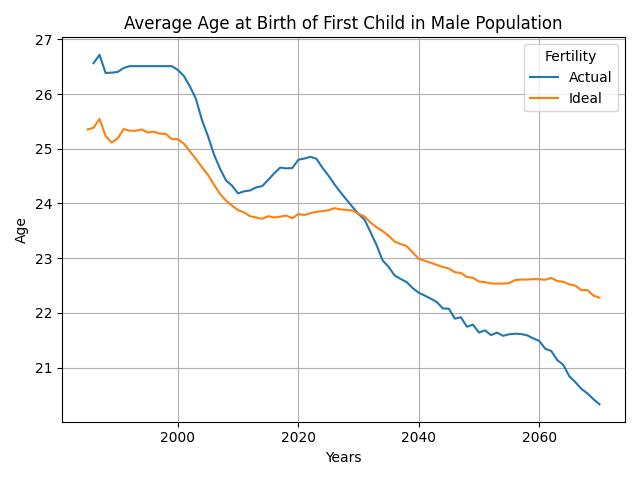 Average Age at Birth of First Child in Male Population
27
26
25
24
23
22
21
Age
2000
2020
2040
2060
Years
Fertility
Actual
Ideal